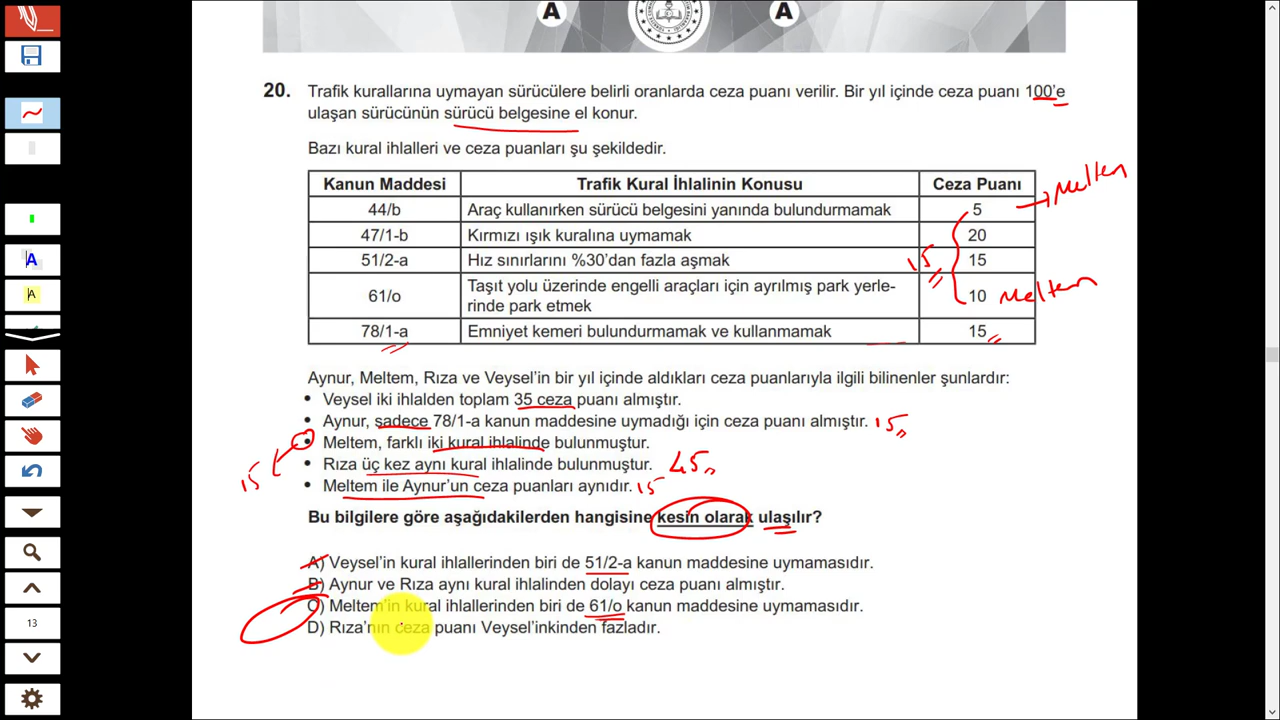 A A
20. Trafik kurallarına uymayan sürücülere belirli oranlarda ceza puanı verilir. Bir yıl içinde ceza puanı 100'e
ulaşan sürücünün sürücü belgesine el konur.
Bazı kural ihlalleri ve ceza puanları şu şekildedir.
Kanun Maddesi Trafik Kural İhlalinin Konusu Ceza Puanı
44/b Araç kullanırken sürücü belgesini yanında bulundurmamak 5 Meltem
47/1-b Kırmızı ışık kuralına uymamak 20
51/2-a Hız sınırlarını %30'dan fazla aşmak 15 15
61/o Taşıt yolu üzerinde engelli araçları için ayrılmış park yerle-
rinde park etmek 10 Meltem
78/1-a Emniyet kemeri bulundurmamak ve kullanmamak 15
Aynur, Meltem, Rıza ve Veysel'in bir yıl içinde aldıkları ceza puanlarıyla ilgili bilinenler şunlardır:
• Veysel iki ihlalden toplam 35 ceza puanı almıştır.
• Aynur, sadece 78/1-a kanun maddesine uymadığı için ceza puanı almıştır. 15
• Meltem, farklı iki kural ihlalinde bulunmuştur.
15 • Rıza üç kez aynı kural ihlalinde bulunmuştur. 45
• Meltem ile Aynur'un ceza puanları aynıdır. 15
Bu bilgilere göre aşağıdakilerden hangisine kesin olarak ulaşılır?
A) Veysel'in kural ihlallerinden biri de 51/2-a kanun maddesine uymamasıdır.
B) Aynur ve Rıza aynı kural ihlalinden dolayı ceza puanı almıştır.
C) Meltem'in kural ihlallerinden biri de 61/o kanun maddesine uymamasıdır.
D) Rıza'nın ceza puanı Veysel'inkinden fazladır.
A
A
13